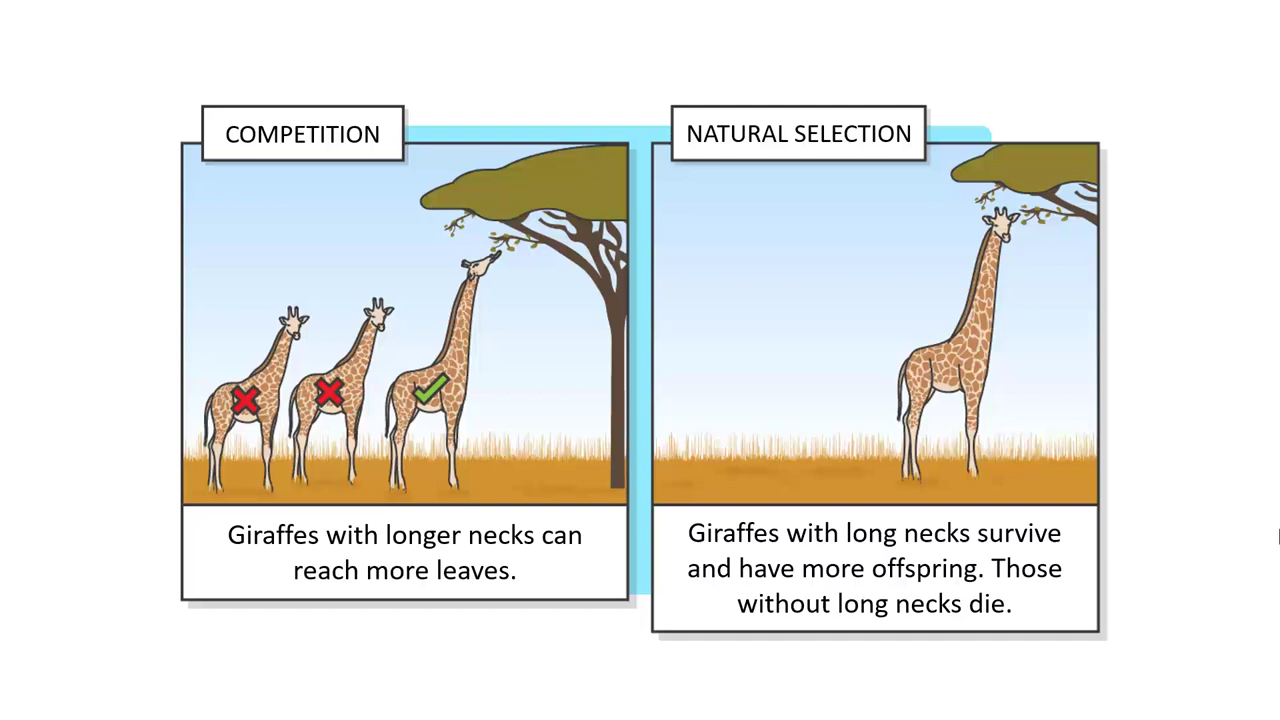 COMPETITION
Giraffes with longer necks can
reach more leaves.
NATURAL SELECTION
Giraffes with long necks survive
and have more offspring. Those
without long necks die.